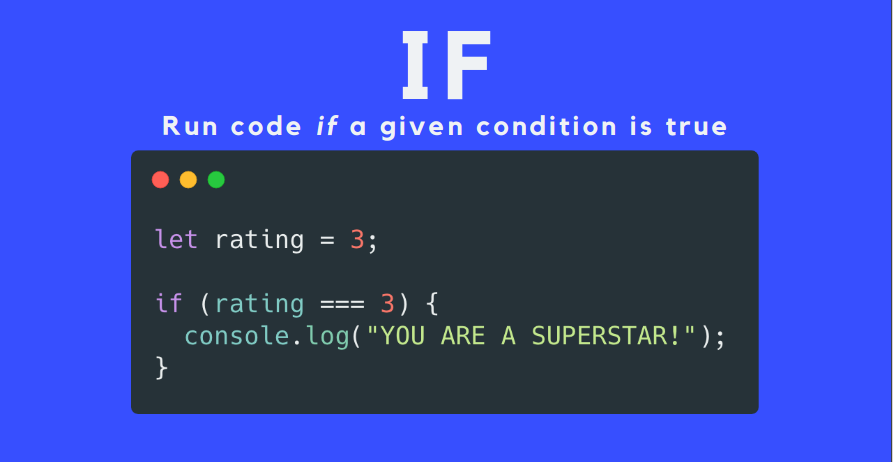 IF
Run code if a given condition is true
let rating = 3;
if (rating === 3) {
  console.log("YOU ARE A SUPERSTAR!");
}